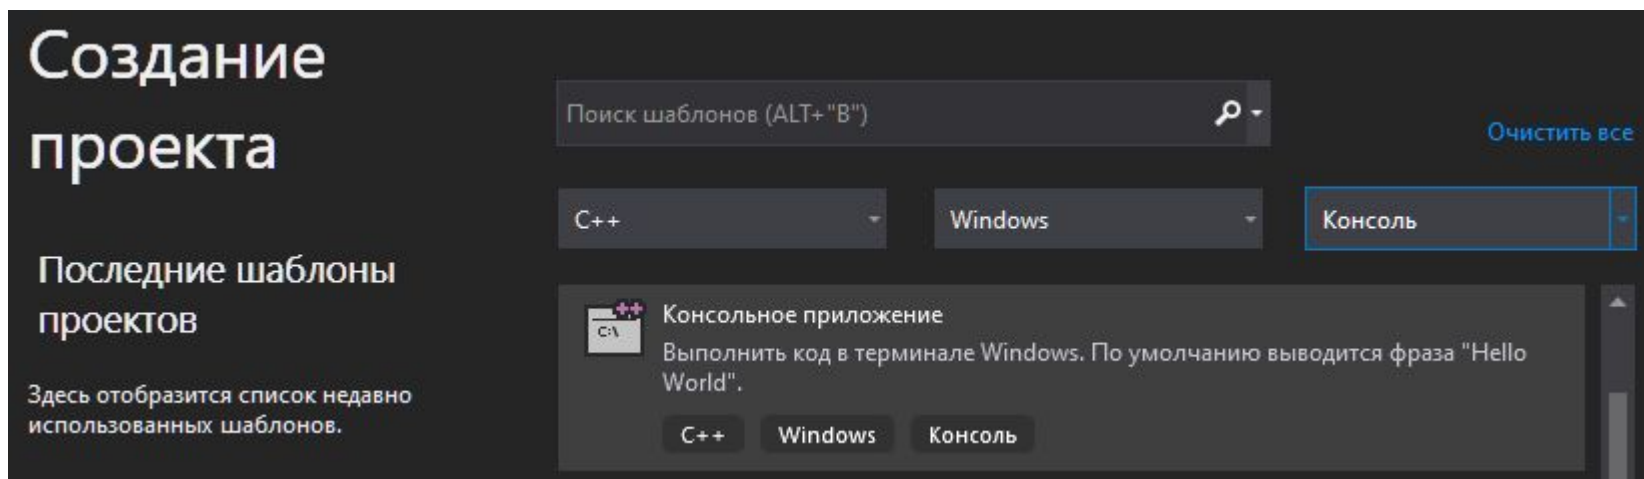 Создание
проекта
Последние шаблоны
проектов
Здесь отобразится список недавно
использованных шаблонов.
Поиск шаблонов (ALT+"В")
Очистить все
C++
Windows
Консоль
C:\
Консольное приложение
Выполнить код в терминале Windows. По умолчанию выводится фраза "Hello
World".
C++
Windows
Консоль